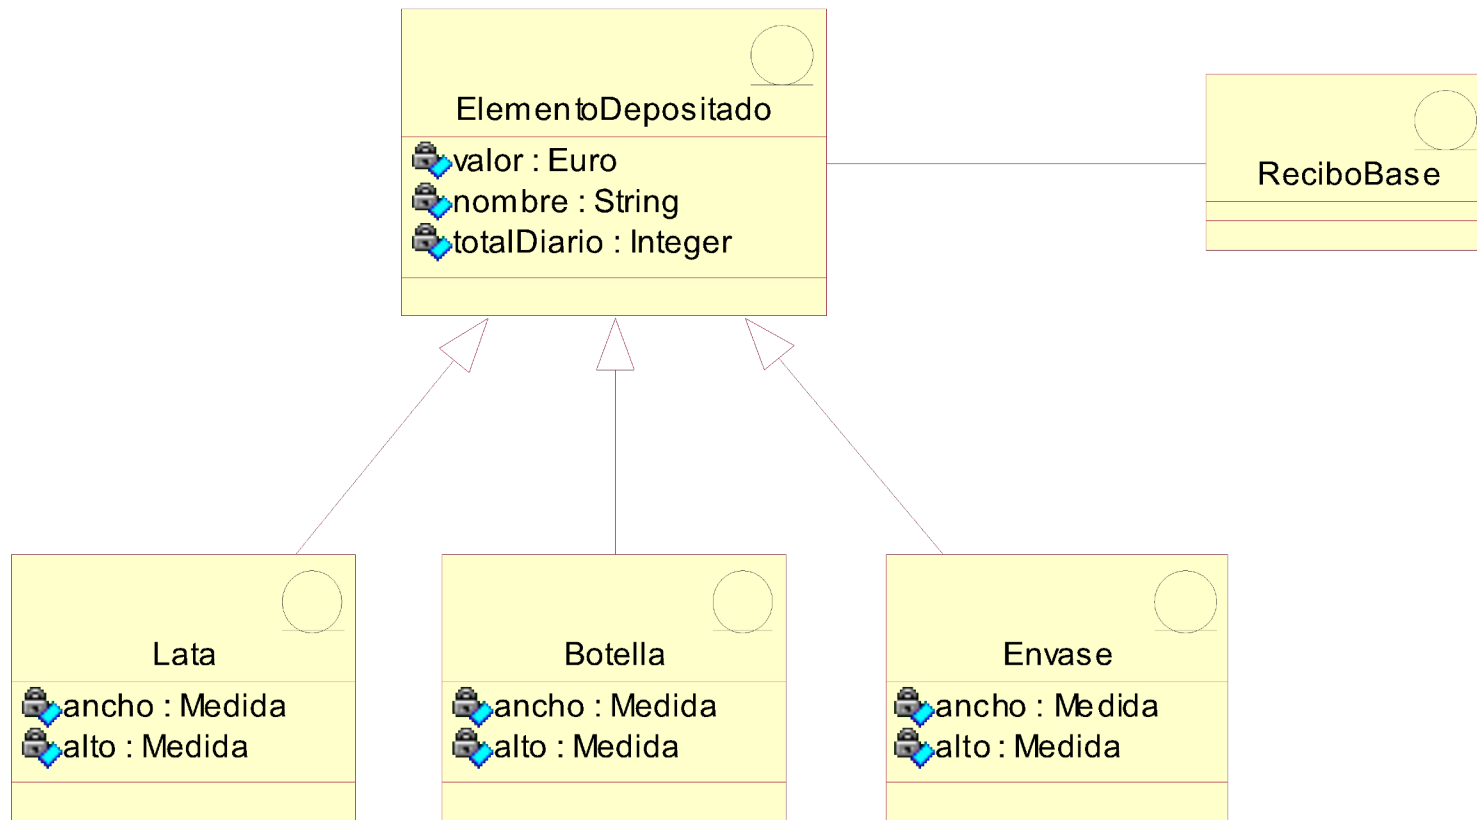 ElementoDepositado
valor : Euro
nombre : String
totalDiario : Integer
ReciboBase
Lata
ancho : Medida
alto : Medida
Botella
ancho : Medida
alto : Medida
Envase
ancho : Medida
alto : Medida